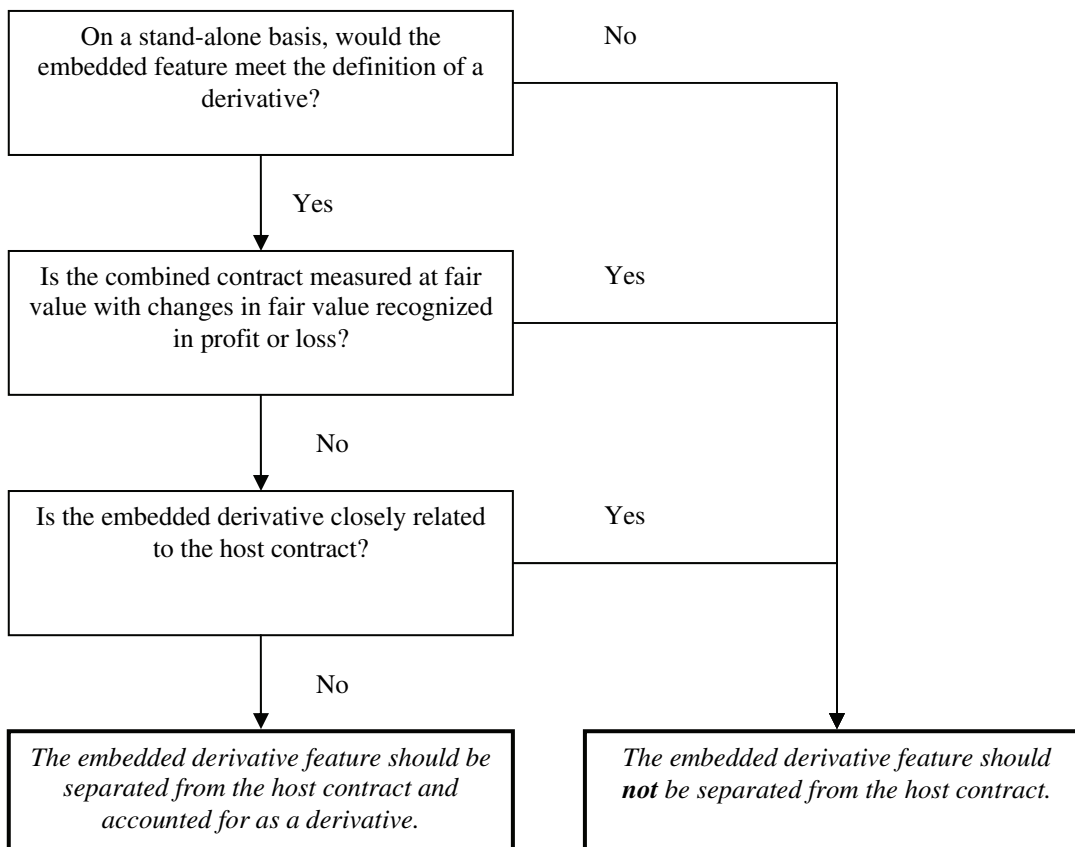 On a stand-alone basis, would the
embedded feature meet the definition of a
derivative?
No
Yes
Is the combined contract measured at fair
value with changes in fair value recognized
in profit or loss?
Yes
No
Is the embedded derivative closely related
to the host contract?
Yes
No
The embedded derivative feature should be
separated from the host contract and
accounted for as a derivative.
The embedded derivative feature should
not be separated from the host contract.